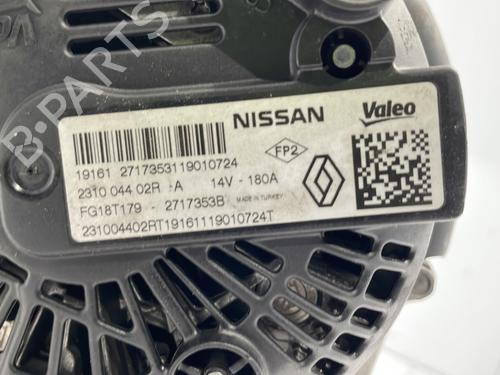 NISSAN
Valeo
19161 2717353119010724
2310 044 02R -A 14V - 180A
FP2
FG18T179 - 2717353B MADE IN TURKEY
231004402RT19161119010724T
B-PARTS